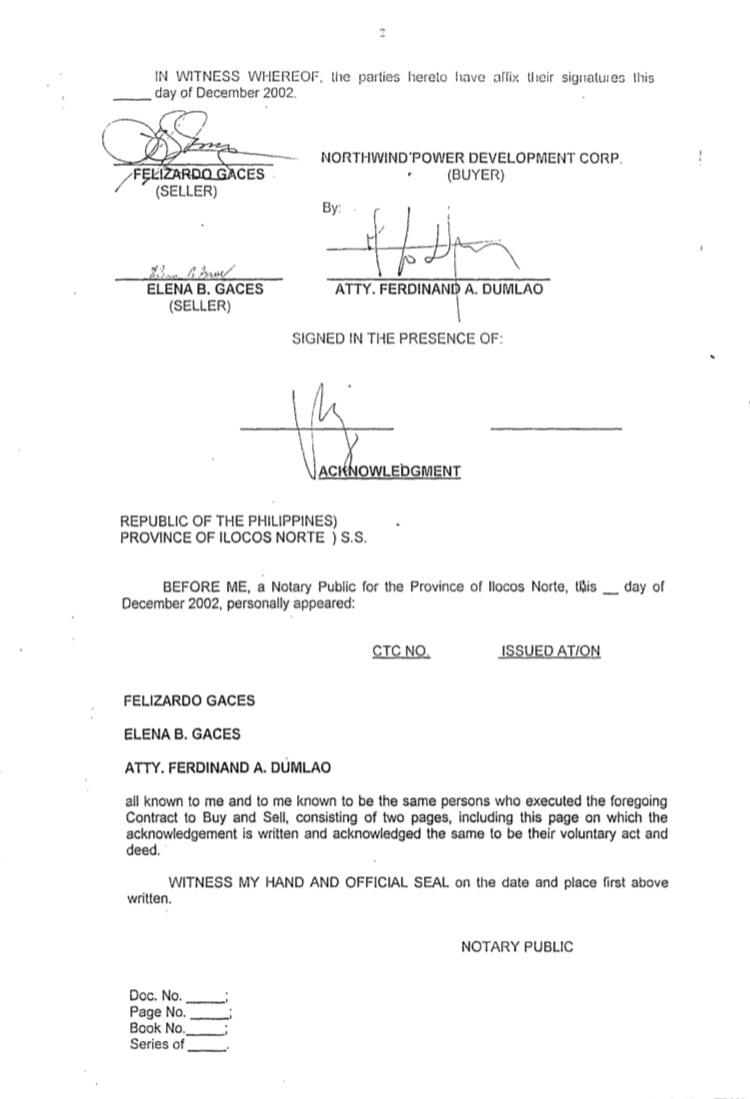 2
IN WITNESS WHEREOF, the parties hereto have affix their signatures this
____ day of December 2002.
FELIZARDO GACES
(SELLER)
NORTHWIND POWER DEVELOPMENT CORP.
(BUYER)
By:
ELENA B. GACES
(SELLER)
ATTY. FERDINAND A. DUMLAO
SIGNED IN THE PRESENCE OF:
ACKNOWLEDGMENT
REPUBLIC OF THE PHILIPPINES)
PROVINCE OF ILOCOS NORTE ) S.S.
BEFORE ME, a Notary Public for the Province of Ilocos Norte, this __ day of
December 2002, personally appeared:
CTC NO. ISSUED AT/ON
FELIZARDO GACES
ELENA B. GACES
ATTY. FERDINAND A. DUMLAO
all known to me and to me known to be the same persons who executed the foregoing
Contract to Buy and Sell, consisting of two pages, including this page on which the
acknowledgement is written and acknowledged the same to be their voluntary act and
deed.
WITNESS MY HAND AND OFFICIAL SEAL on the date and place first above
written.
NOTARY PUBLIC
Doc. No. _____;
Page No. _____;
Book No._____;
Series of _____.